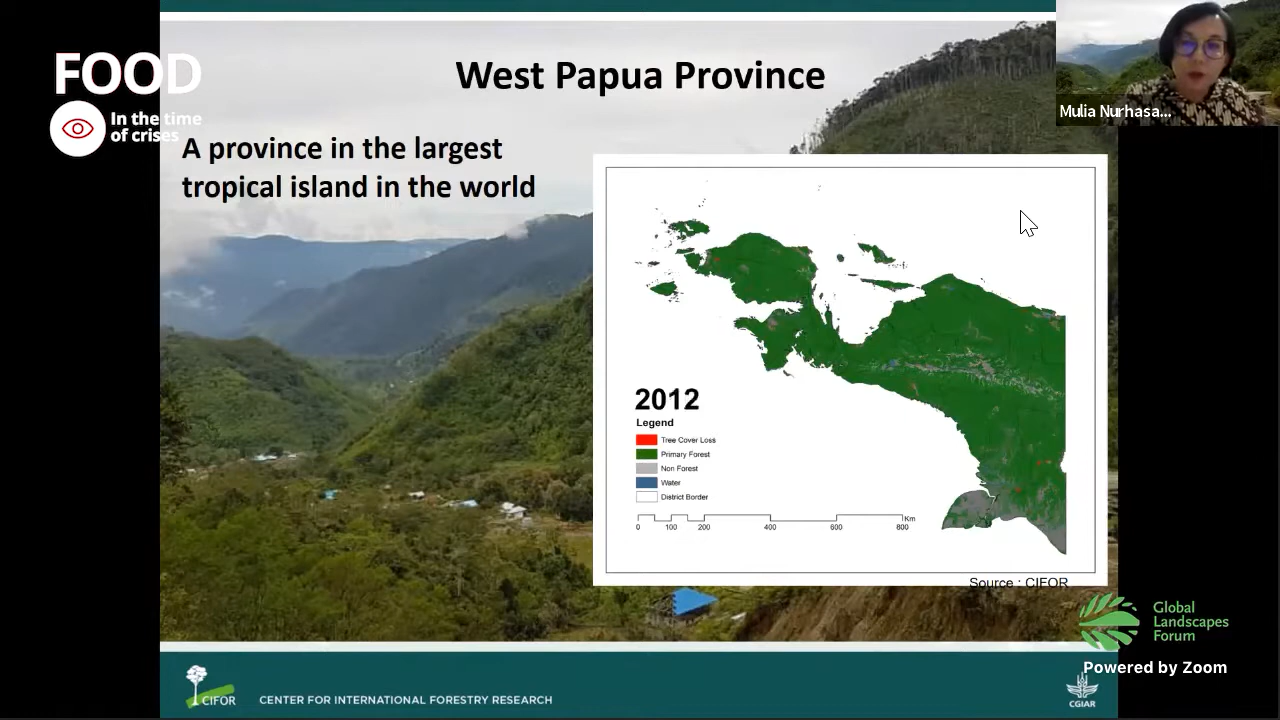 FOOD
In the time
of crises
West Papua Province
Mulia Nurhasa...
A province in the largest
tropical island in the world
2012
Legend
Tree Cover Loss
Primary Forest
Non Forest
Water
District Border
0 100 200 400 600 800 Km
Source : CIFOR
Global
Landscapes
Forum
Powered by Zoom
CIFOR
CENTER FOR INTERNATIONAL FORESTRY RESEARCH
CGIAR